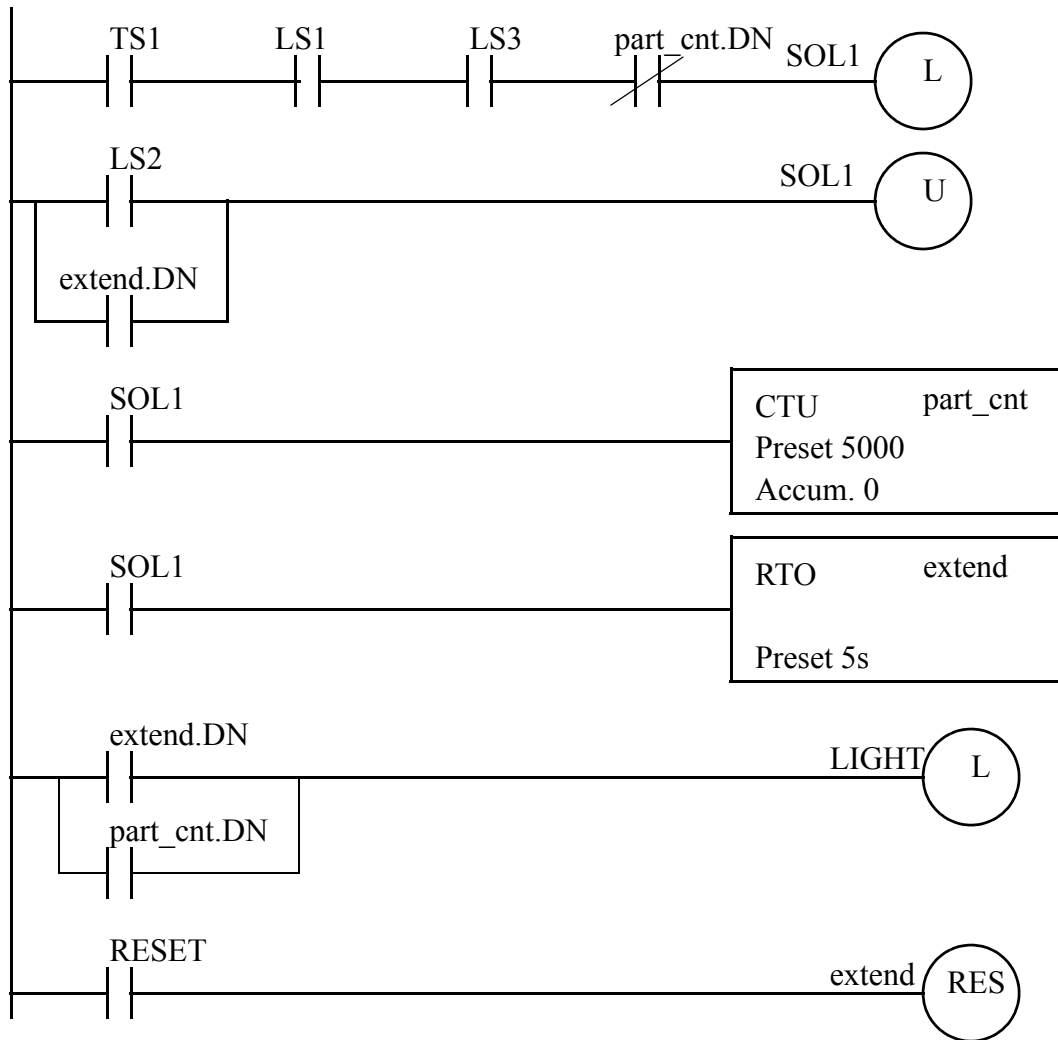 TS1 LS1 LS3 part_cnt.DN SOL1 L
LS2 SOL1 U
extend.DN
SOL1 CTU part_cnt
Preset 5000
Accum. 0
SOL1 RTO extend
Preset 5s
extend.DN LIGHT L
part_cnt.DN
RESET extend RES